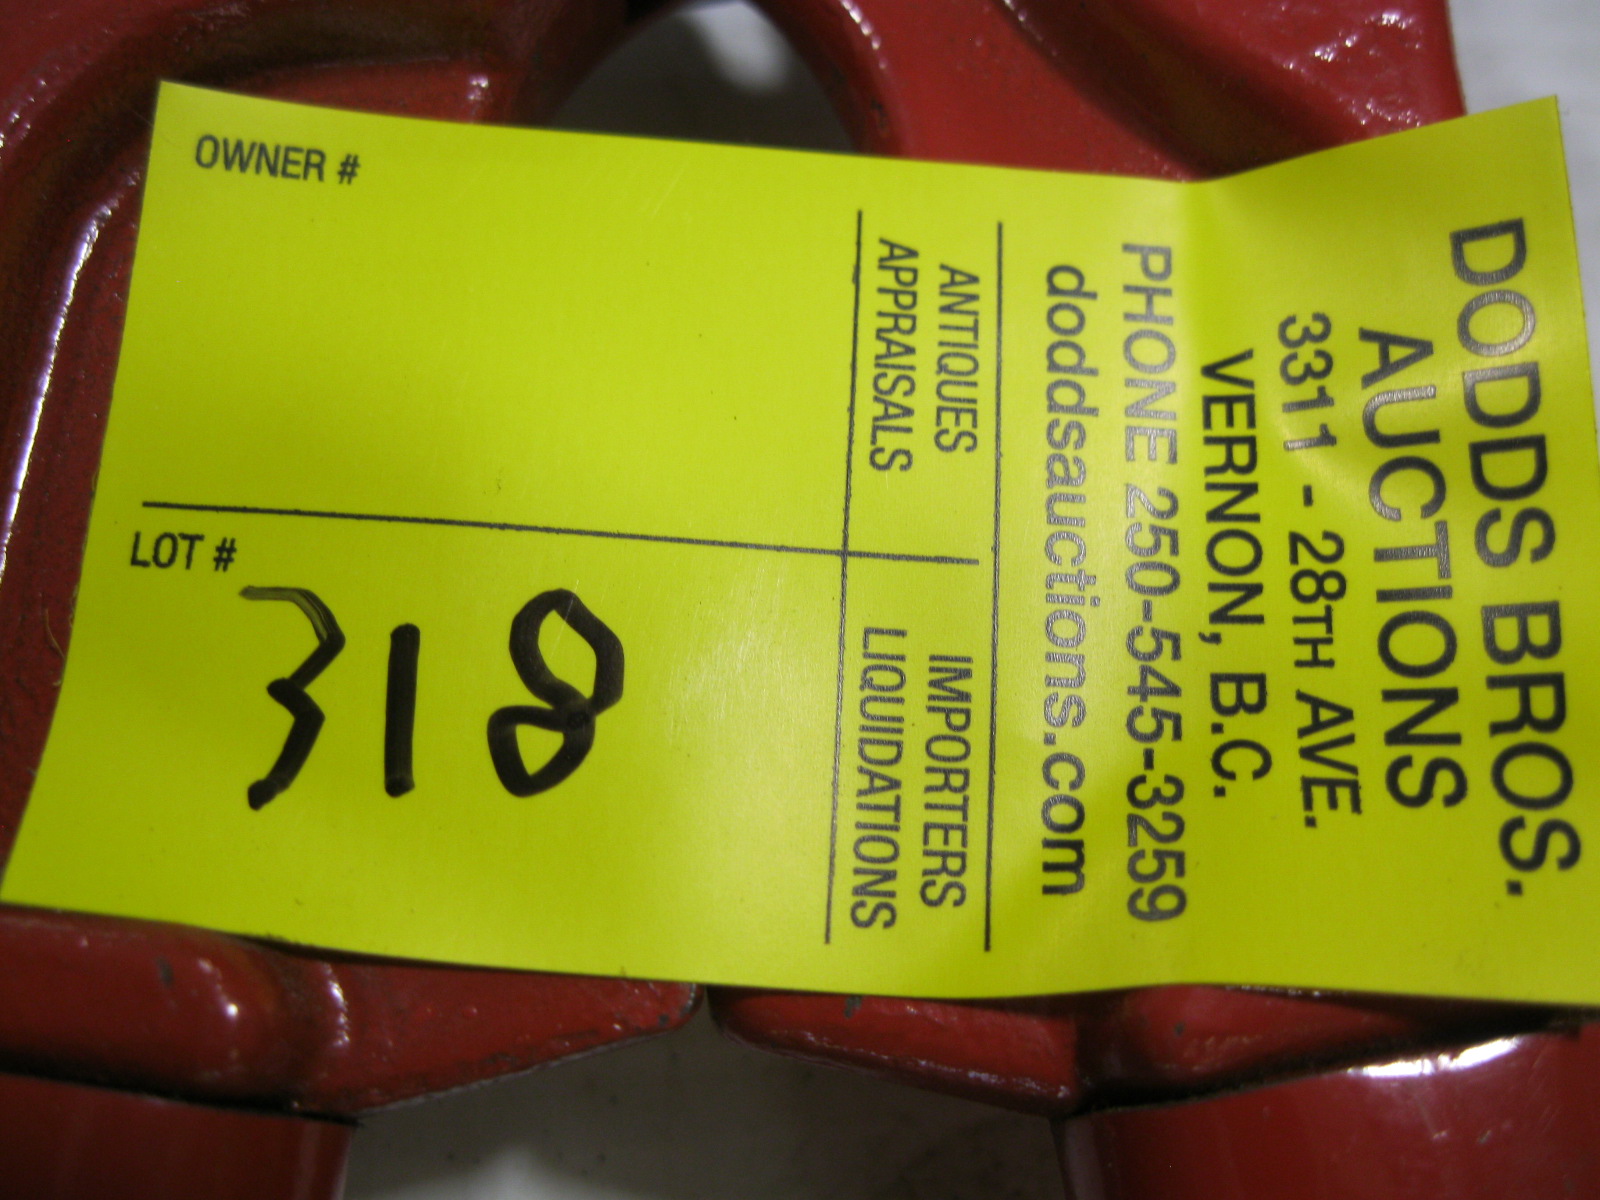 DODDS BROS.
AUCTIONS
3311 - 28TH AVE.
VERNON, B.C.
PHONE 250-545-3259
doddsauctions.com
ANTIQUES
APPRAISALS
IMPORTERS
LIQUIDATIONS
OWNER #
LOT #
318